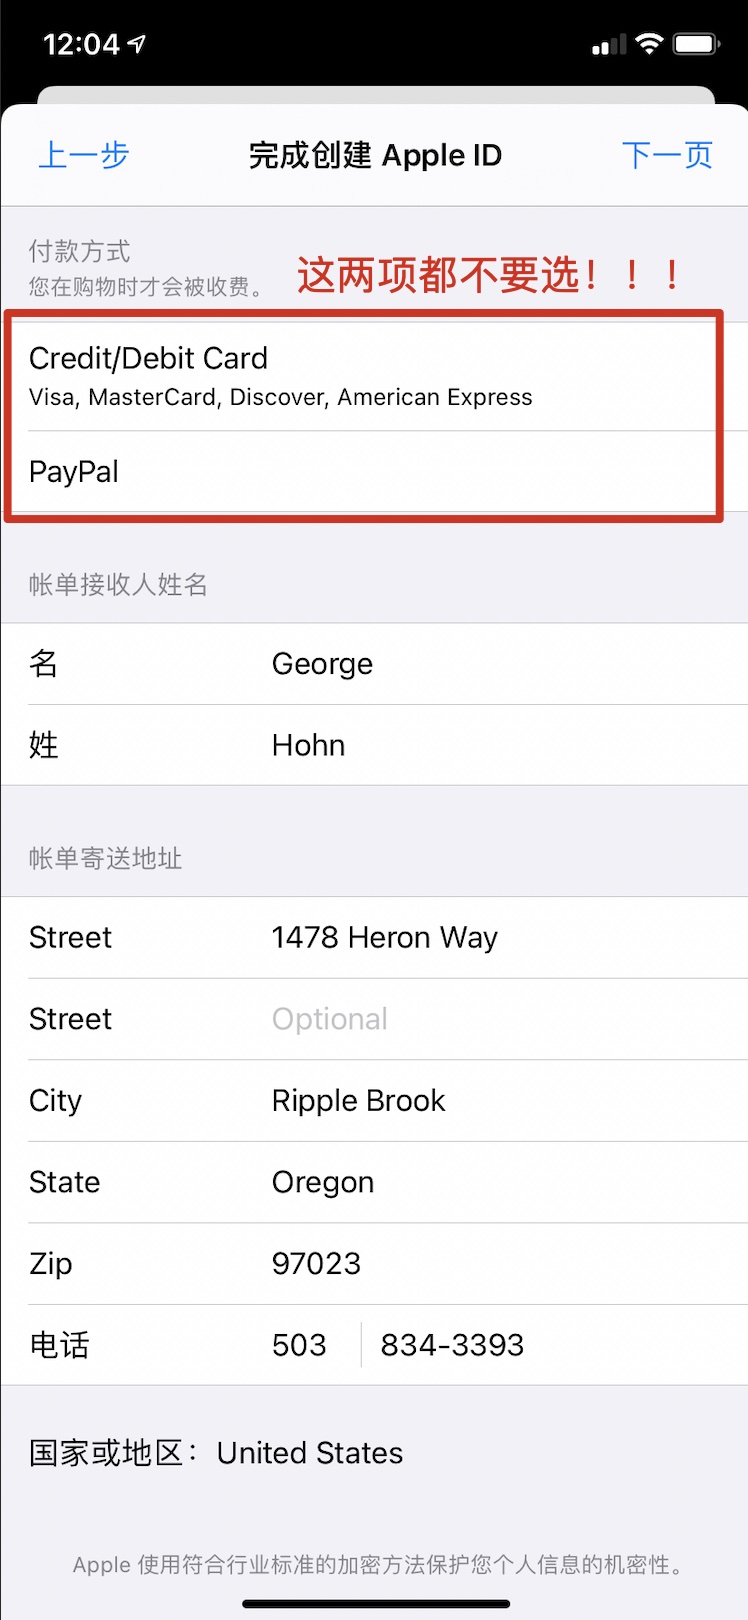 12:04
上一步 完成创建 Apple ID 下一页
付款方式
您在购物时才会被收费。 这两项都不要选！！！
Credit/Debit Card
Visa, MasterCard, Discover, American Express
PayPal
帐单接收人姓名
名 George
姓 Hohn
帐单寄送地址
Street 1478 Heron Way
Street Optional
City Ripple Brook
State Oregon
Zip 97023
电话 503 834-3393
国家或地区： United States
Apple 使用符合行业标准的加密方法保护您个人信息的机密性。